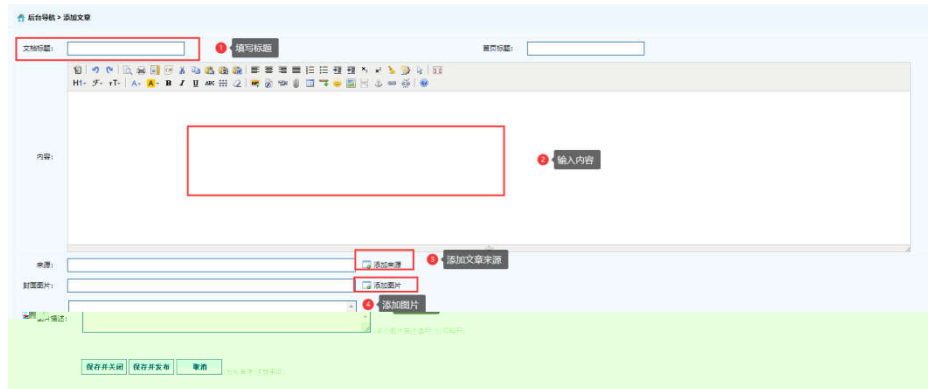 后台导航 > 添加文章
文档标题:
1 填写标题
首页标题:
内容:
2 输入内容
来源:
添加来源
3 添加文章来源
封面图片:
添加图片
4 添加图片
描述:
保存并关闭 保存并发布 取消